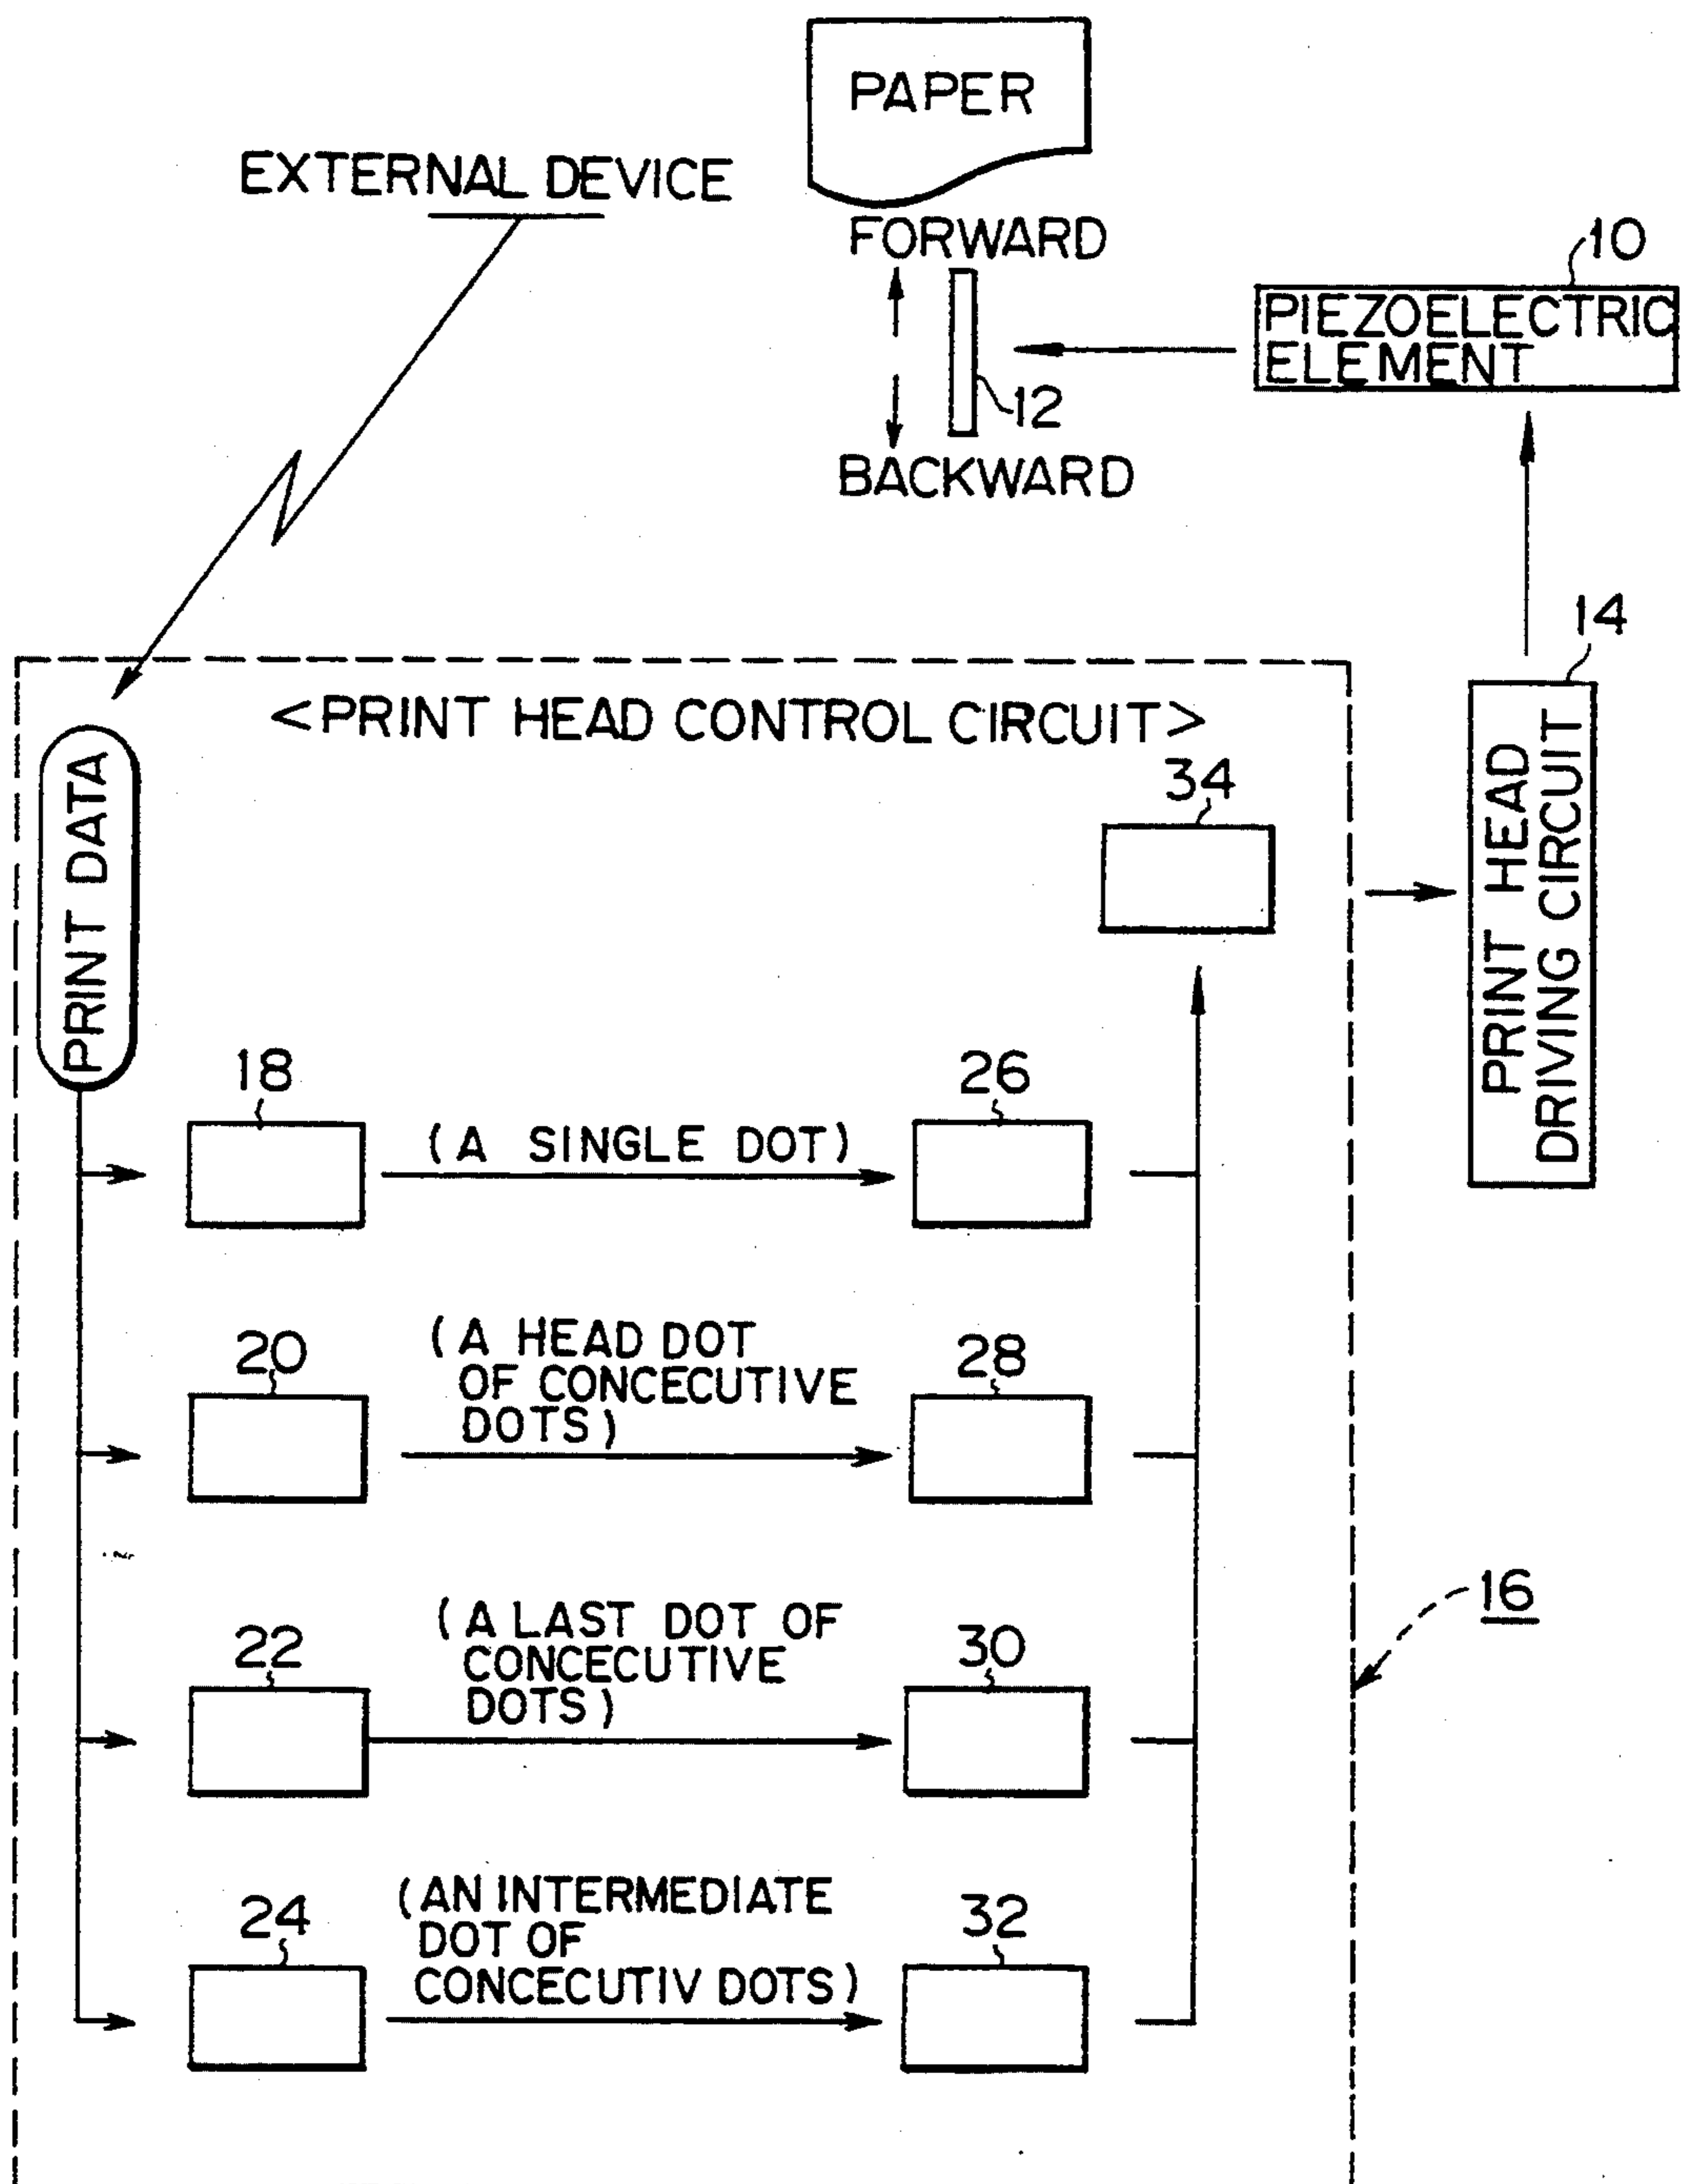 PAPER
EXTERNAL DEVICE
FORWARD
10
PIEZOELECTRIC
ELEMENT
12
BACKWARD
14
<PRINT HEAD CONTROL CIRCUIT>
34
PRINT DATA
PRINT HEAD
DRIVING CIRCUIT
18
(A SINGLE DOT)
26
20
(A HEAD DOT
OF CONCECUTIVE
DOTS)
28
16
22
(A LAST DOT OF
CONCECUTIVE
DOTS)
30
24
(AN INTERMEDIATE
DOT OF
CONCECUTIV DOTS)
32